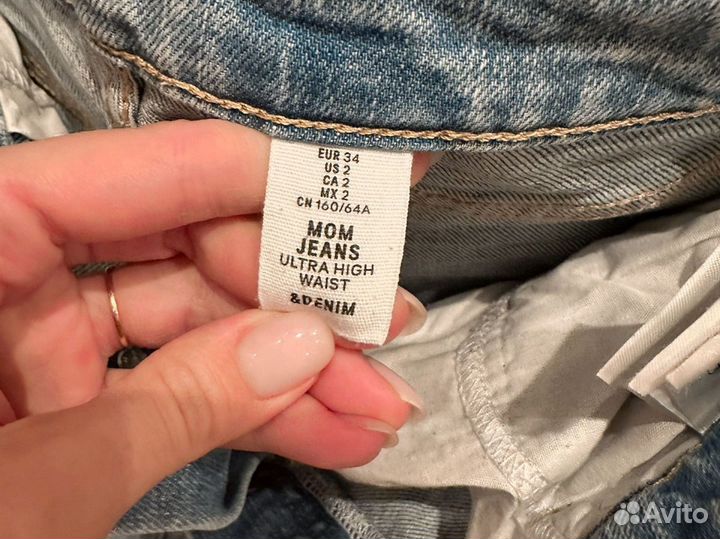 EUR 34
US 2
CA 2
MX 2
CN 160/64A
MOM
JEANS
ULTRA HIGH
WAIST
&DENIM
Avito